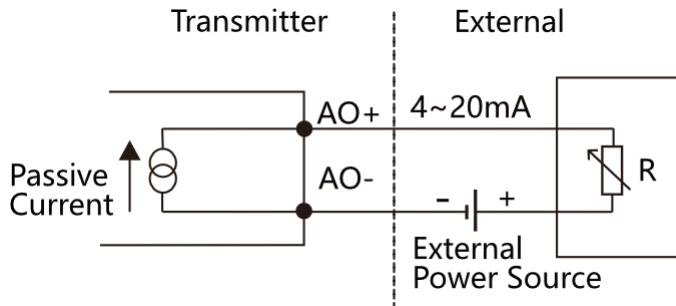 Transmitter
External
AO+
4~20mA
AO-
R
Passive
Current
-
+
External
Power Source